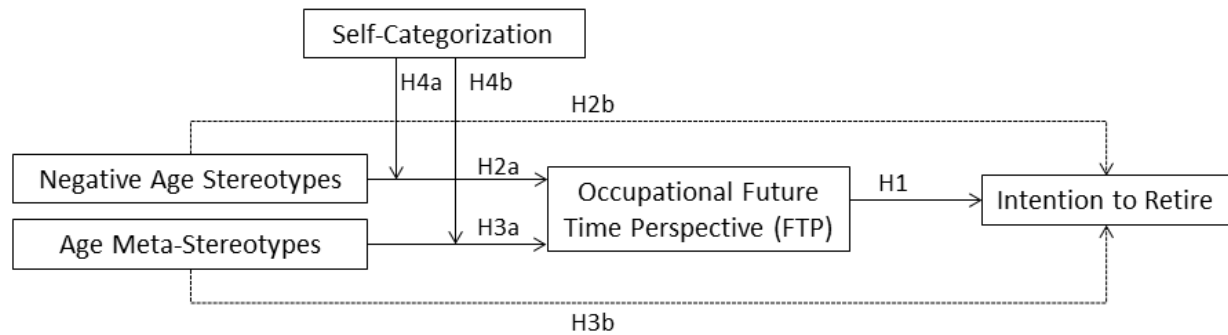 Self-Categorization
H4a
H4b
H2b
Negative Age Stereotypes
H2a
Occupational Future
Time Perspective (FTP)
H1
Intention to Retire
Age Meta-Stereotypes
H3a
H3b